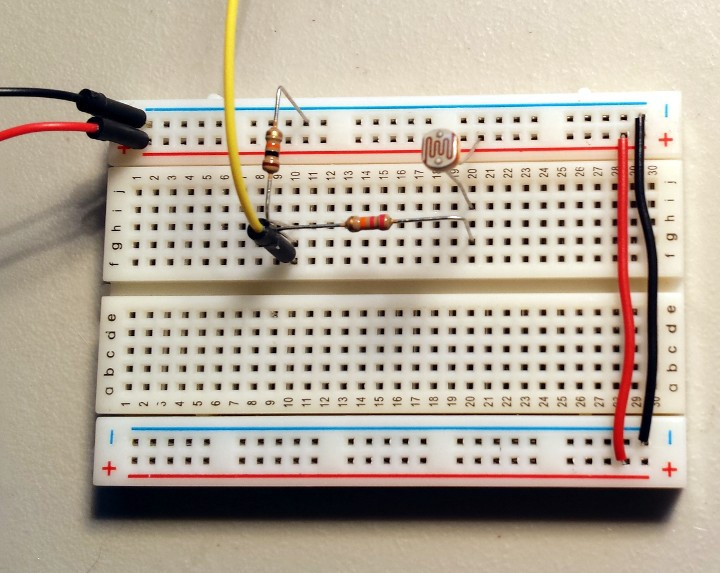 −
+ +
1 2 3 4 5 6 8 9 10 11 12 13 14 15 16 17 18 19 20 21 22 23 24 25 26 27 28 29 30
j j
i i
h h
g g
f f
e e
d d
c c
b b
a a
1 2 3 4 5 6 7 8 9 10 11 12 13 14 15 16 17 18 19 20 21 22 23 24 25 26 27 30
− −
+ +